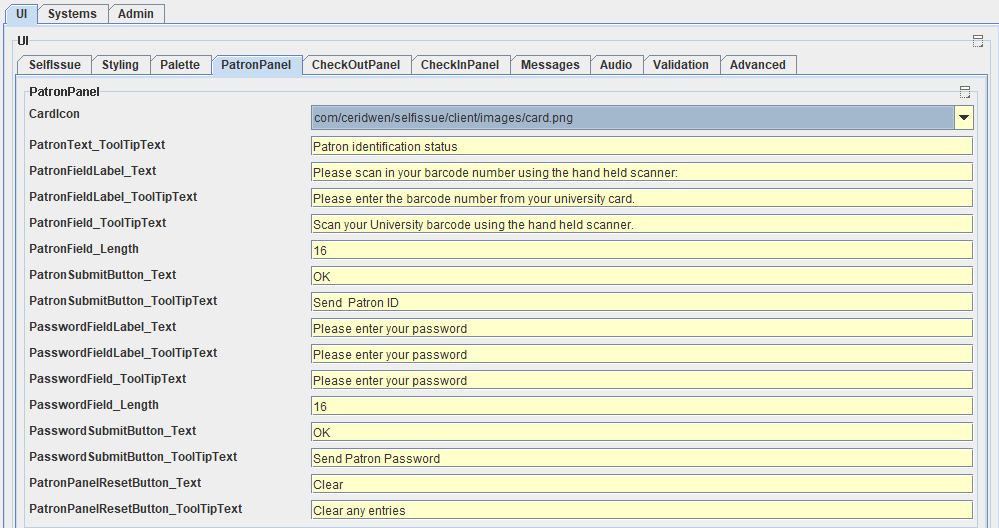 UI Systems Admin
UI
SelfIssue Styling Palette PatronPanel CheckOutPanel CheckInPanel Messages Audio Validation Advanced
PatronPanel
CardIcon com/ceridwen/selfissue/client/images/card.png
PatronText_ToolTipText Patron identification status
PatronFieldLabel_Text Please scan in your barcode number using the hand held scanner:
PatronFieldLabel_ToolTipText Please enter the barcode number from your university card.
PatronField_ToolTipText Scan your University barcode using the hand held scanner.
PatronField_Length 16
PatronSubmitButton_Text OK
PatronSubmitButton_ToolTipText Send  Patron ID
PasswordFieldLabel_Text Please enter your password
PasswordFieldLabel_ToolTipText Please enter your password
PasswordField_ToolTipText Please enter your password
PasswordField_Length 16
PasswordSubmitButton_Text OK
PasswordSubmitButton_ToolTipText Send Patron Password
PatronPanelResetButton_Text Clear
PatronPanelResetButton_ToolTipText Clear any entries